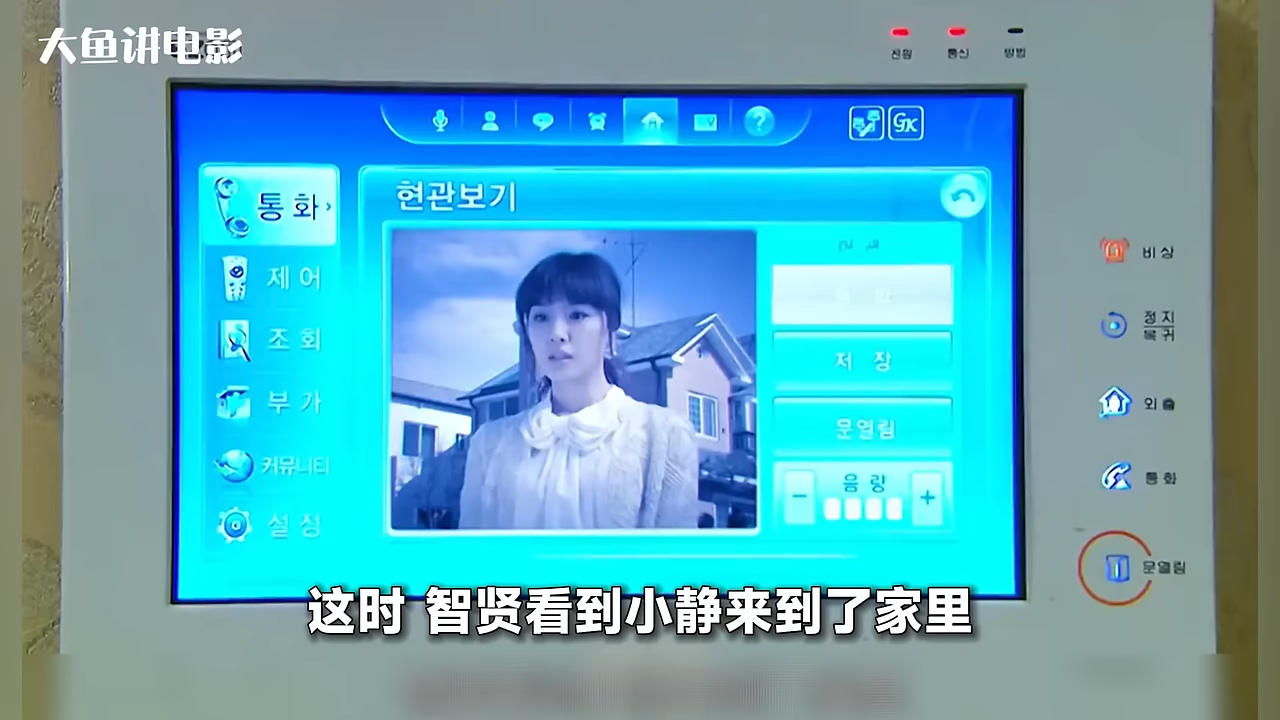 大鱼讲电影
전원 통신 방범
GK
통화
현관보기
제어
조회
부가
커뮤니티
설정
저장
문열림
음량
- +
비상
정지
복귀
외출
통화
문열림
这时 智贤看到小静来到了家里